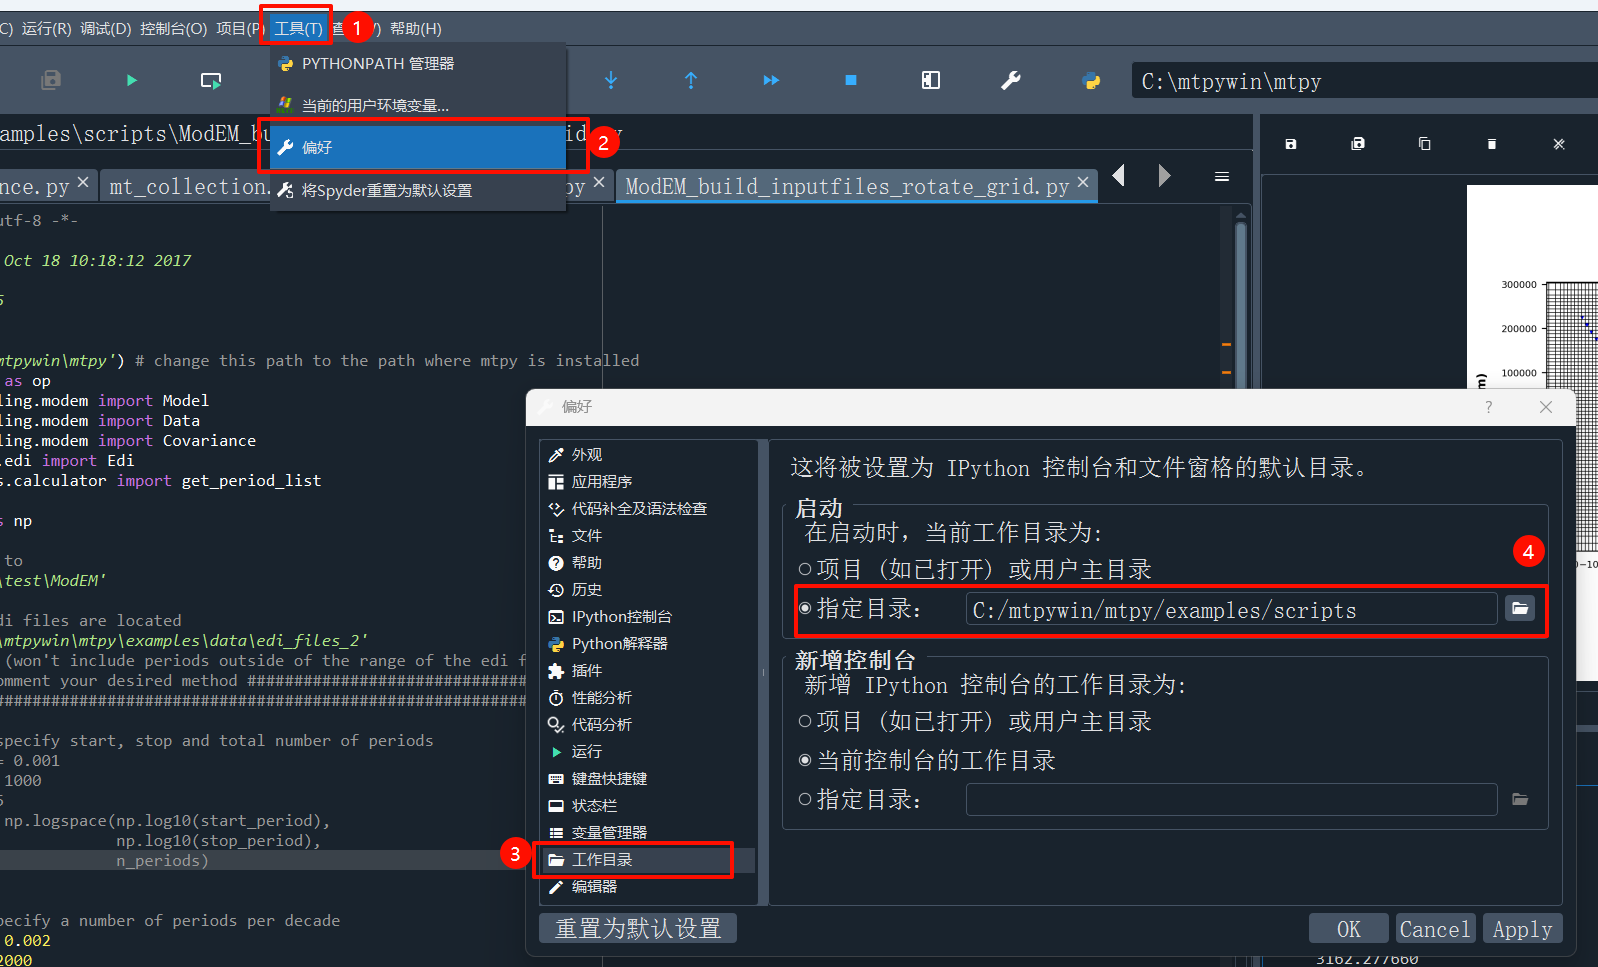 C) 运行(R) 调试(D) 控制台(O) 项目(P 工具(T) 1 V) 帮助(H)
PYTHONPATH 管理器
当前的用户环境变量...
C:\mtpywin\mtpy
amples\scripts\ModEM_bu
偏好 2
nce.py mt_collection. py ModEM_build_inputfiles_rotate_grid.py
将Spyder重置为默认设置
utf-8 -*-
Oct 18 10:18:12 2017
300000
200000
100000
mtpywin\mtpy') # change this path to the path where mtpy is installed
as op
ling.modem import Model
ling.modem import Data
ling.modem import Covariance
.edi import Edi
s.calculator import get_period_list
s np
to
\test\ModEM'
di files are located
\mtpywin\mtpy\examples\data\edi_files_2'
(won't include periods outside of the range of the edi f
omment your desired method ##############################
specify start, stop and total number of periods
= 0.001
1000
5
np.logspace(np.log10(start_period),
np.log10(stop_period),
n_periods)
pecify a number of periods per decade
0.002
2000
偏好 ?
外观
应用程序
代码补全及语法检查
文件
帮助
历史
IPython控制台
Python解释器
插件
性能分析
代码分析
运行
键盘快捷键
状态栏
变量管理器
3 工作目录
编辑器
这将被设置为 IPython 控制台和文件窗格的默认目录。
启动
在启动时，当前工作目录为:
4
项目 (如已打开) 或用户主目录
指定目录： C:/mtpywin/mtpy/examples/scripts
新增控制台
新增 IPython 控制台的工作目录为:
项目 (如已打开) 或用户主目录
当前控制台的工作目录
指定目录：
重置为默认设置 OK Cancel Apply
3162.277660